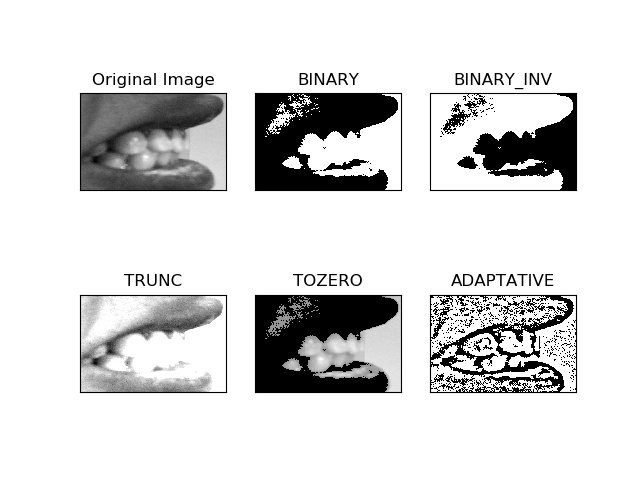 Original Image
BINARY
BINARY_INV
TRUNC
TOZERO
ADAPTATIVE